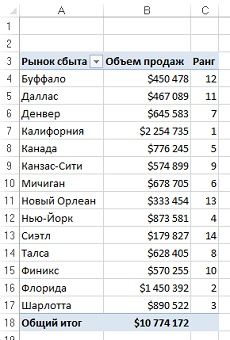 A B C
1
2
3 Рынок сбыта Объем продаж Ранг
4 Буффало $450 478 12
5 Даллас $467 089 11
6 Денвер $645 583 7
7 Калифорния $2 254 735 1
8 Канада $776 245 5
9 Канзас-Сити $574 899 9
10 Мичиган $678 705 6
11 Новый Орлеан $333 454 13
12 Нью-Йорк $873 581 4
13 Сиэтл $179 827 14
14 Талса $628 405 8
15 Финикс $570 255 10
16 Флорида $1 450 392 2
17 Шарлотта $890 522 3
18 Общий итог $10 774 172